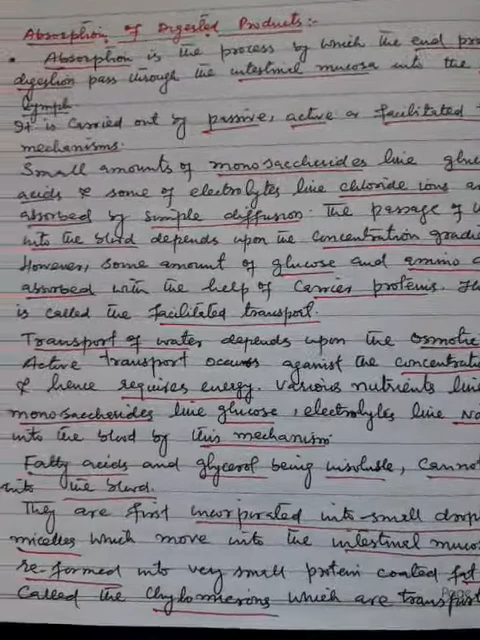 Absorption of Digested Products:-
• Absorption is the process by which the end pro
digestion pass through the intestinal mucosa into the
lymph
It is carried out by passive, active or facilitated
mechanisms.
Small amounts of monosaccharides like glu
acids & some of electrolytes like chloride ions a
absorbed by simple diffusion. The passage of
into the blood depends upon the concentration gradi
However, some amount of glucose and amino a
absorbed with the help of carrier proteins.
is called the facilitated transport.
Transport of water depends upon the osmotic
Active transport occurs against the concentrati
& hence requires energy. Various nutrients like
monosaccharides like glucose, electrolytes like Na
into the blood by this mechanism.
Fatty acids and glycerol being insoluble, canno
into the blood.
They are first incorporated into small drop
micelles which move into the intestinal mucos
re-formed into very small protein coated fat
called the chylomicrons which are transport